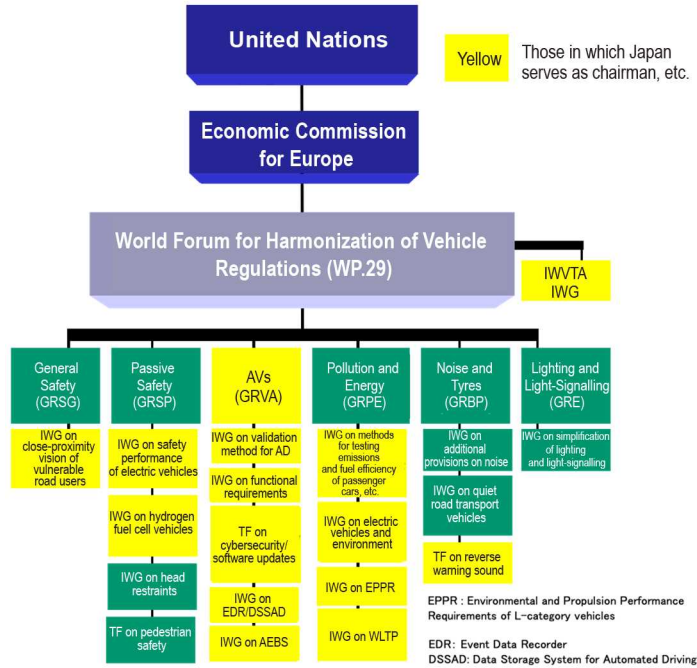 United Nations
Yellow
Those in which Japan
serves as chairman, etc.
Economic Commission
for Europe
World Forum for Harmonization of Vehicle
Regulations (WP.29)
IWVTA
IWG
General
Safety
(GRSG)
IWG on
close-proximity
vision of
vulnerable
road users
Passive
Safety
(GRSP)
IWG on safety
performance
of electric vehicles
IWG on hydrogen
fuel cell vehicles
IWG on head
restraints
TF on pedestrian
safety
AVs
(GRVA)
IWG on validation
method for AD
IWG on functional
requirements
TF on
cybersecurity/
software updates
IWG on
EDR/DSSAD
IWG on AEBS
Pollution and
Energy
(GRPE)
IWG on methods
for testing
emissions
and fuel efficiency
of passenger
cars, etc.
IWG on electric
vehicles and
environment
IWG on EPPR
IWG on WLTP
Noise and
Tyres
(GRBP)
IWG on
additional
provisions on noise
IWG on quiet
road transport
vehicles
TF on reverse
warning sound
Lighting and
Light-Signalling
(GRE)
IWG on simplification
of lighting
and light-signalling
EPPR : Environmental and Propulsion Performance
Requirements of L-category vehicles
EDR: Event Data Recorder
DSSAD: Data Storage System for Automated Driving